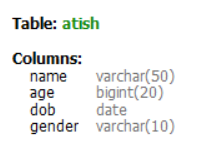 Table: atish
Columns:
name varchar(50)
age bigint(20)
dob date
gender varchar(10)